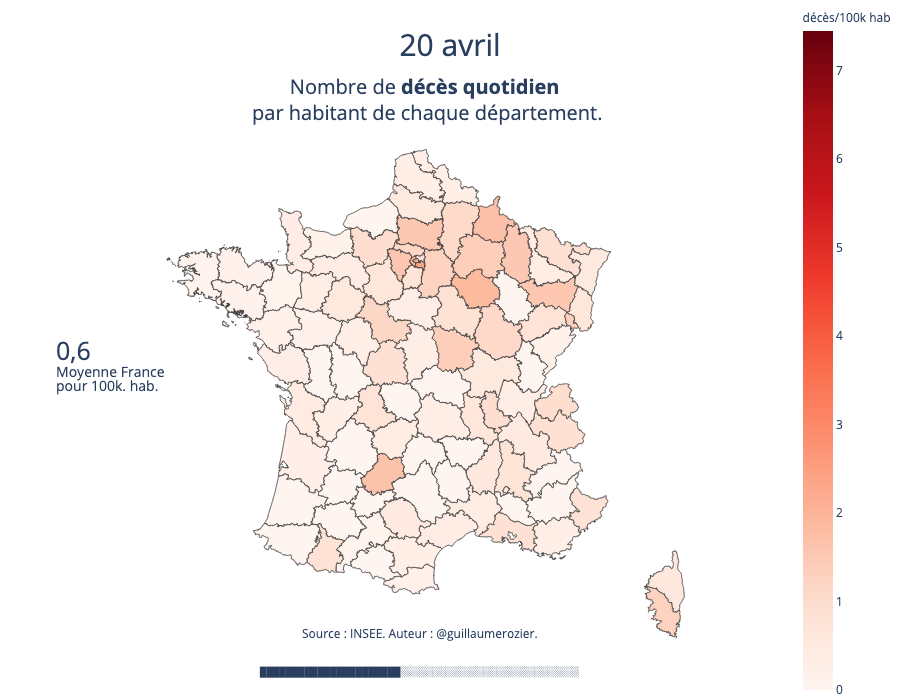 décès/100k hab
20 avril
Nombre de décès quotidien
par habitant de chaque département.
7
6
5
4
3
2
1
0
0,6
Moyenne France
pour 100k. hab.
Source : INSEE. Auteur : @guillaumerozier.